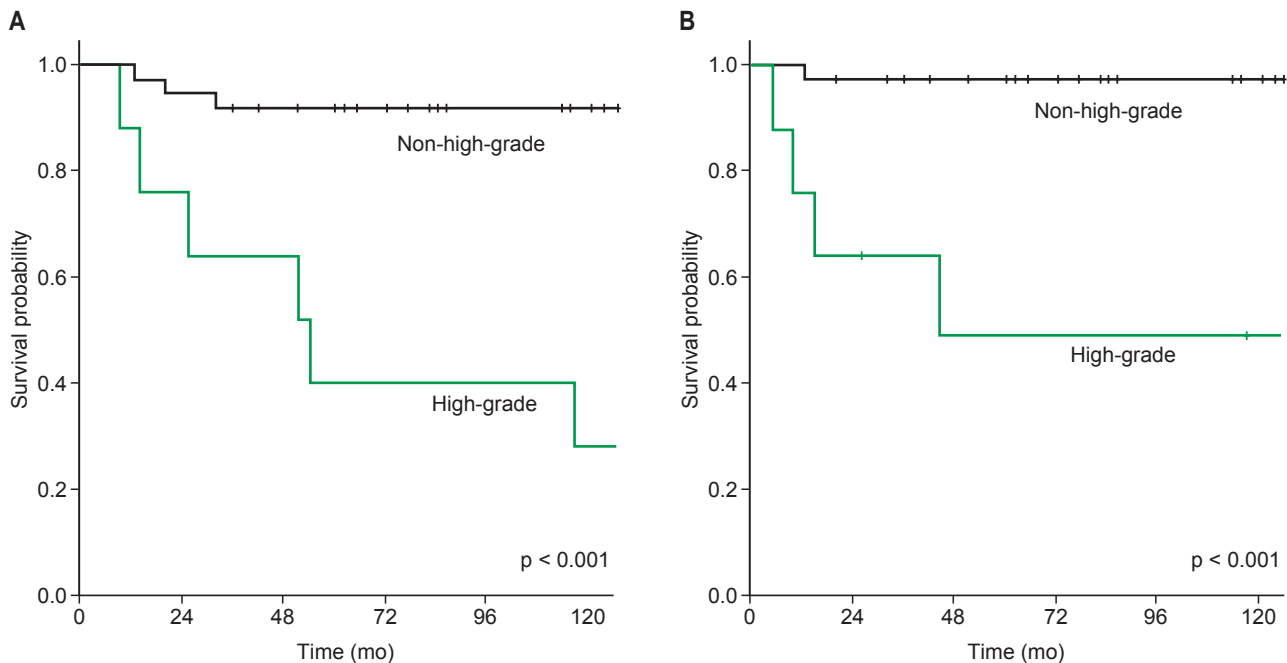 A
Survival probability
1.0
0.8
0.6
0.4
0.2
0.0
Non-high-grade
High-grade
p < 0.001
0 24 48 72 96 120
Time (mo)
B
Survival probability
1.0
0.8
0.6
0.4
0.2
0.0
Non-high-grade
High-grade
p < 0.001
0 24 48 72 96 120
Time (mo)